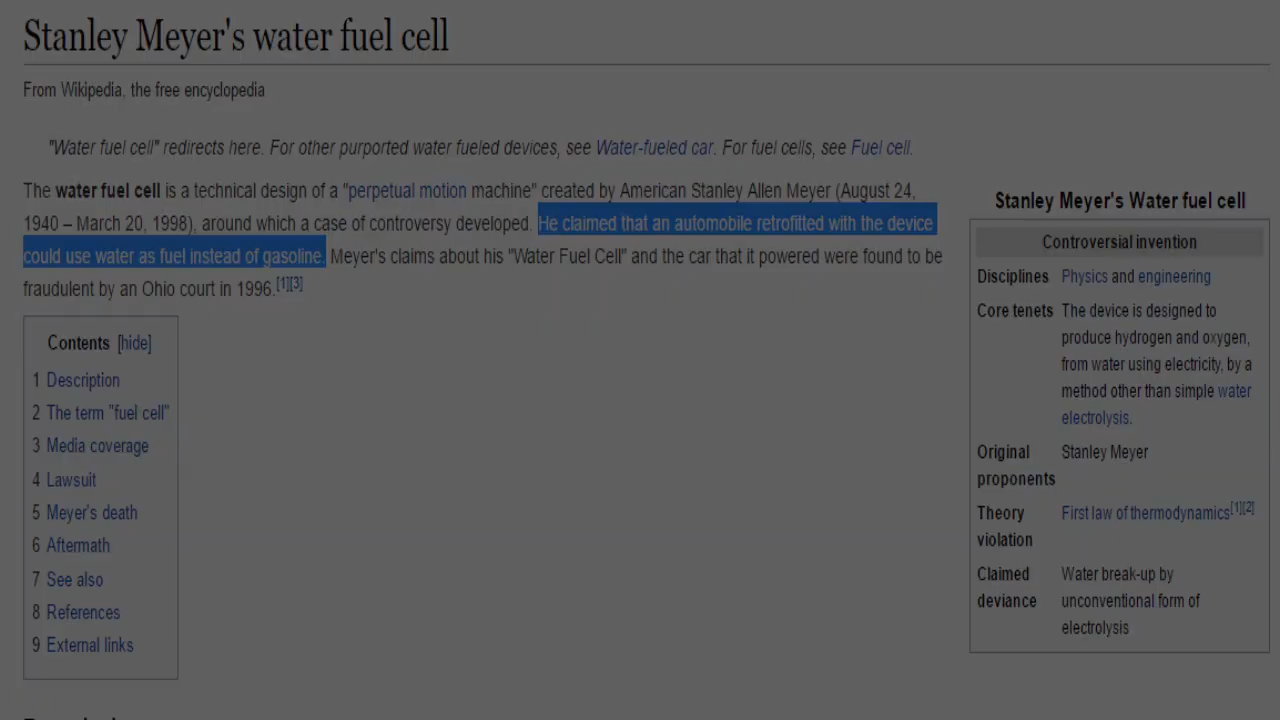 Stanley Meyer's water fuel cell
From Wikipedia, the free encyclopedia
"Water fuel cell" redirects here. For other purported water fueled devices, see Water-fueled car. For fuel cells, see Fuel cell.
The water fuel cell is a technical design of a "perpetual motion machine" created by American Stanley Allen Meyer (August 24,
1940 – March 20, 1998), around which a case of controversy developed. He claimed that an automobile retrofitted with the device
could use water as fuel instead of gasoline. Meyer's claims about his "Water Fuel Cell" and the car that it powered were found to be
fraudulent by an Ohio court in 1996.[1][3]
Contents [hide]
1 Description
2 The term "fuel cell"
3 Media coverage
4 Lawsuit
5 Meyer's death
6 Aftermath
7 See also
8 References
9 External links
Stanley Meyer's Water fuel cell
Controversial invention
Disciplines Physics and engineering
Core tenets The device is designed to
produce hydrogen and oxygen,
from water using electricity, by a
method other than simple water
electrolysis.
Original Stanley Meyer
proponents
Theory First law of thermodynamics[1][2]
violation
Claimed Water break-up by
deviance unconventional form of
electrolysis